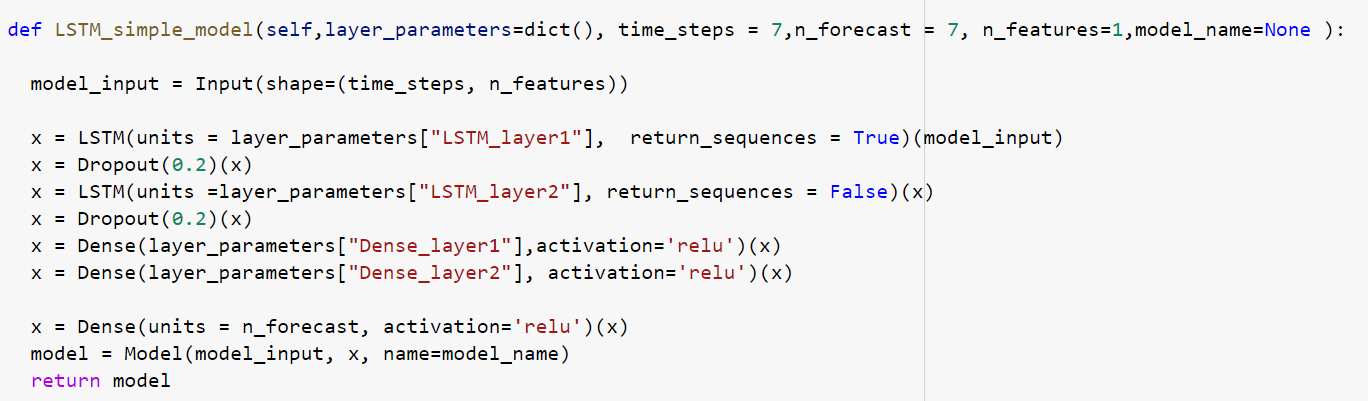 def LSTM_simple_model(self,layer_parameters=dict(), time_steps = 7,n_forecast = 7, n_features=1,model_name=None ):
model_input = Input(shape=(time_steps, n_features))
x = LSTM(units = layer_parameters["LSTM_layer1"],  return_sequences = True)(model_input)
x = Dropout(0.2)(x)
x = LSTM(units =layer_parameters["LSTM_layer2"], return_sequences = False)(x)
x = Dropout(0.2)(x)
x = Dense(layer_parameters["Dense_layer1"],activation='relu')(x)
x = Dense(layer_parameters["Dense_layer2"], activation='relu')(x)
x = Dense(units = n_forecast, activation='relu')(x)
model = Model(model_input, x, name=model_name)
return model